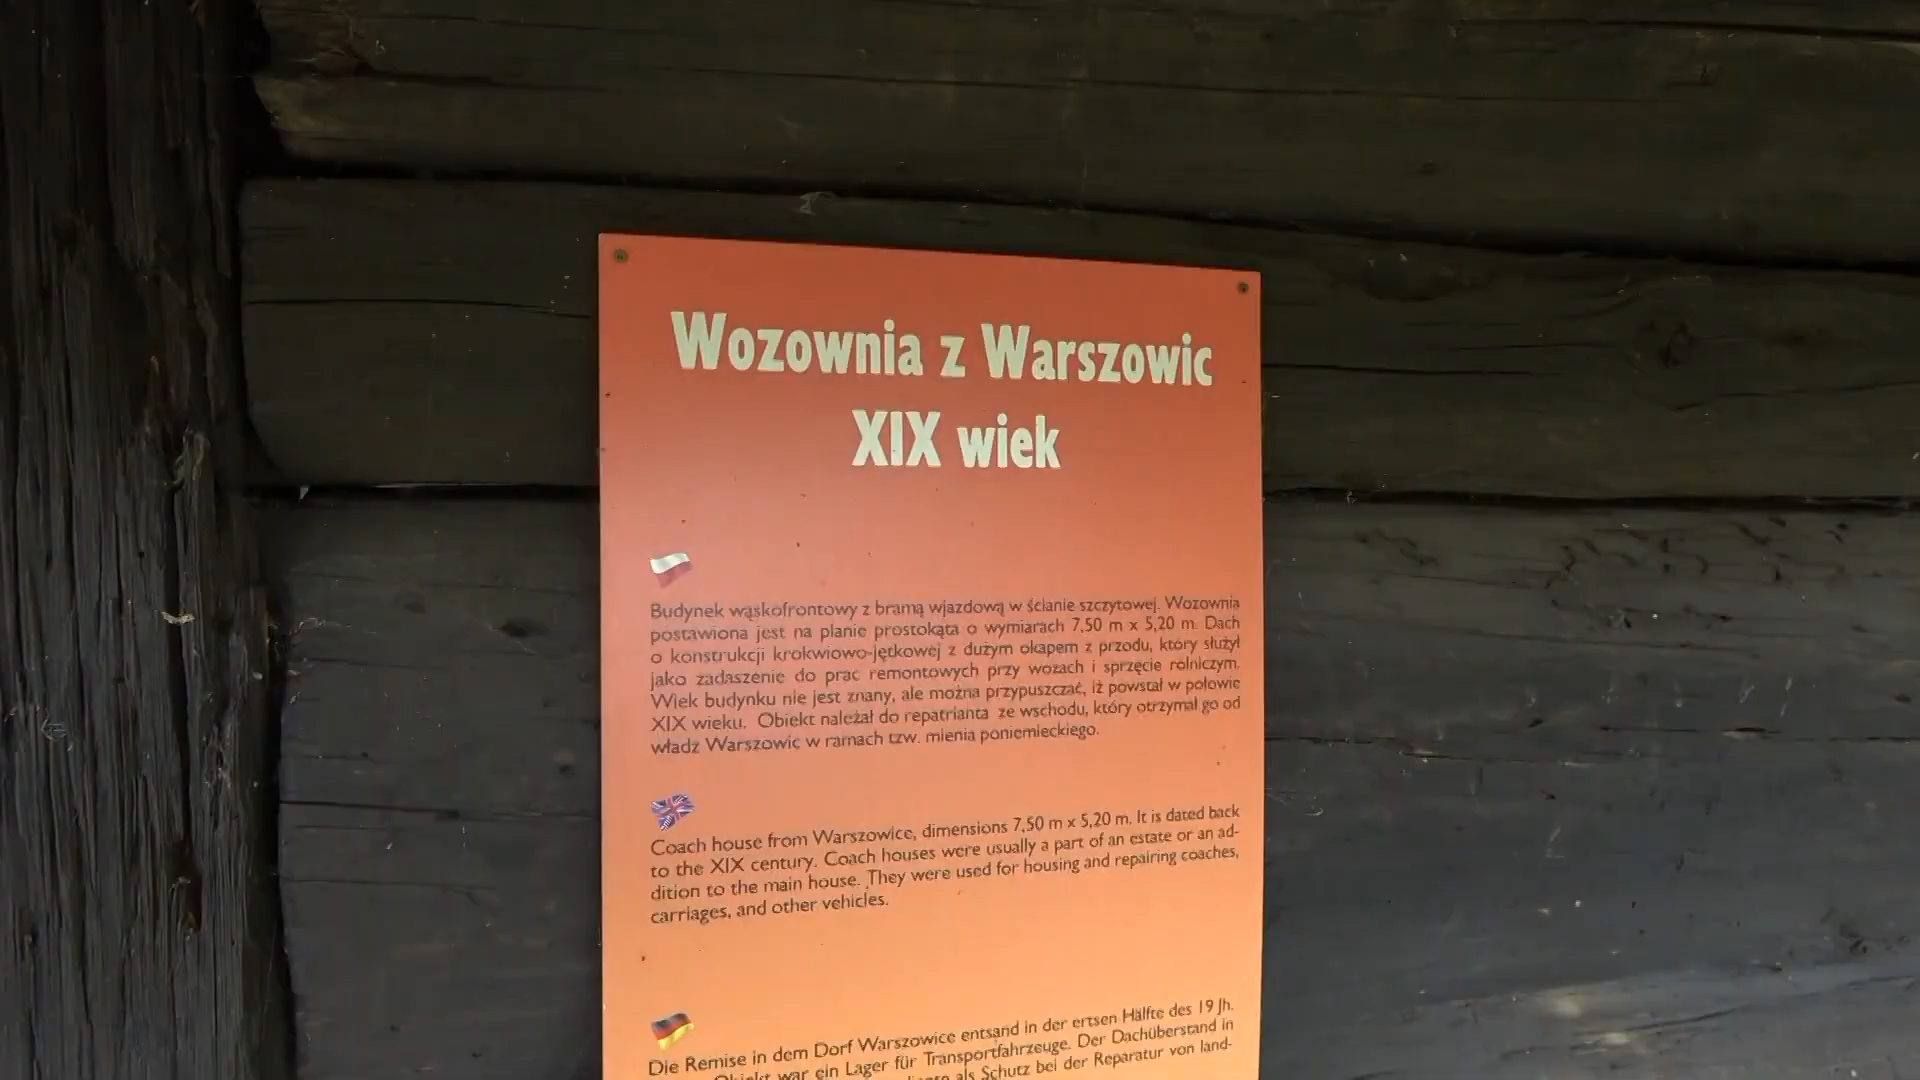 Wozownia z Warszowic
XIX wiek
Budynek wąskofrontowy z bramą wjazdową w ścianie szczytowej. Wozownia
postawiona jest na planie prostokąta o wymiarach 7,50 m x 5,20 m. Dach
o konstrukcji krokwiowo-jętkowej z dużym okapem z przodu, który służył
jako zadaszenie do prac remontowych przy wozach i sprzęcie rolniczym.
Wiek budynku nie jest znany, ale można przypuszczać, iż powstał w połowie
XIX wieku. Obiekt należał do repatrianta ze wschodu, który otrzymał go od
władz Warszowic w ramach tzw. mienia poniemieckiego.
Coach house from Warszowice, dimensions 7,50 m x 5,20 m. It is dated back
to the XIX century. Coach houses were usually a part of an estate or an ad-
dition to the main house. They were used for housing and repairing coaches,
carriages, and other vehicles.
Die Remise in dem Dorf Warszowice entsand in der ertsen Hälfte des 19 Jh.
Objekt war ein Lager für Transportfahrzeuge. Der Dachüberstand in
als Schutz bei der Reparatur von land-